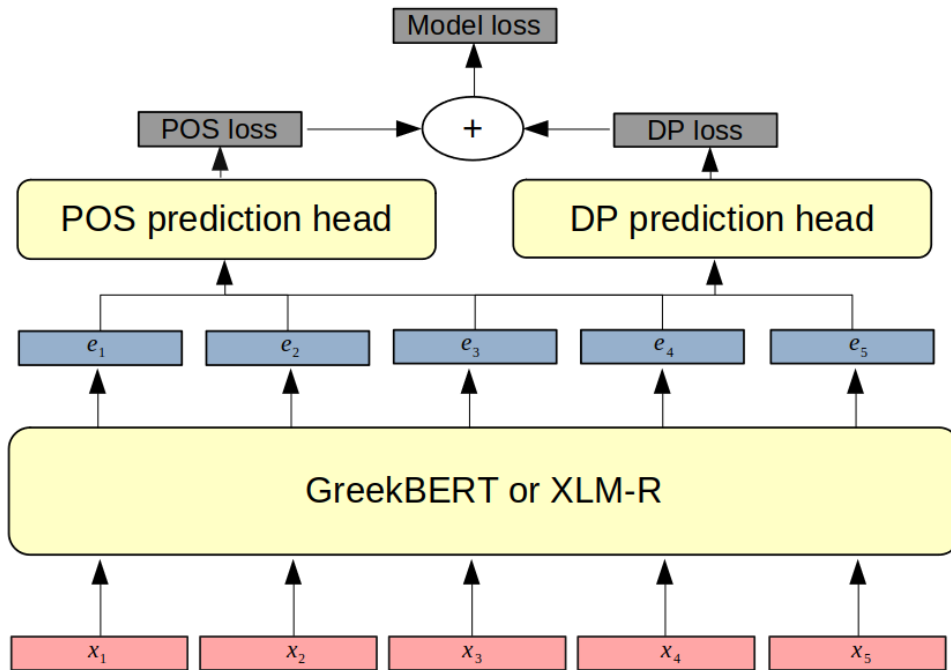 Model loss
POS loss + DP loss
POS prediction head DP prediction head
e₁ e₂ e₃ e₄ e₅
GreekBERT or XLM-R
x₁ x₂ x₃ x₄ x₅